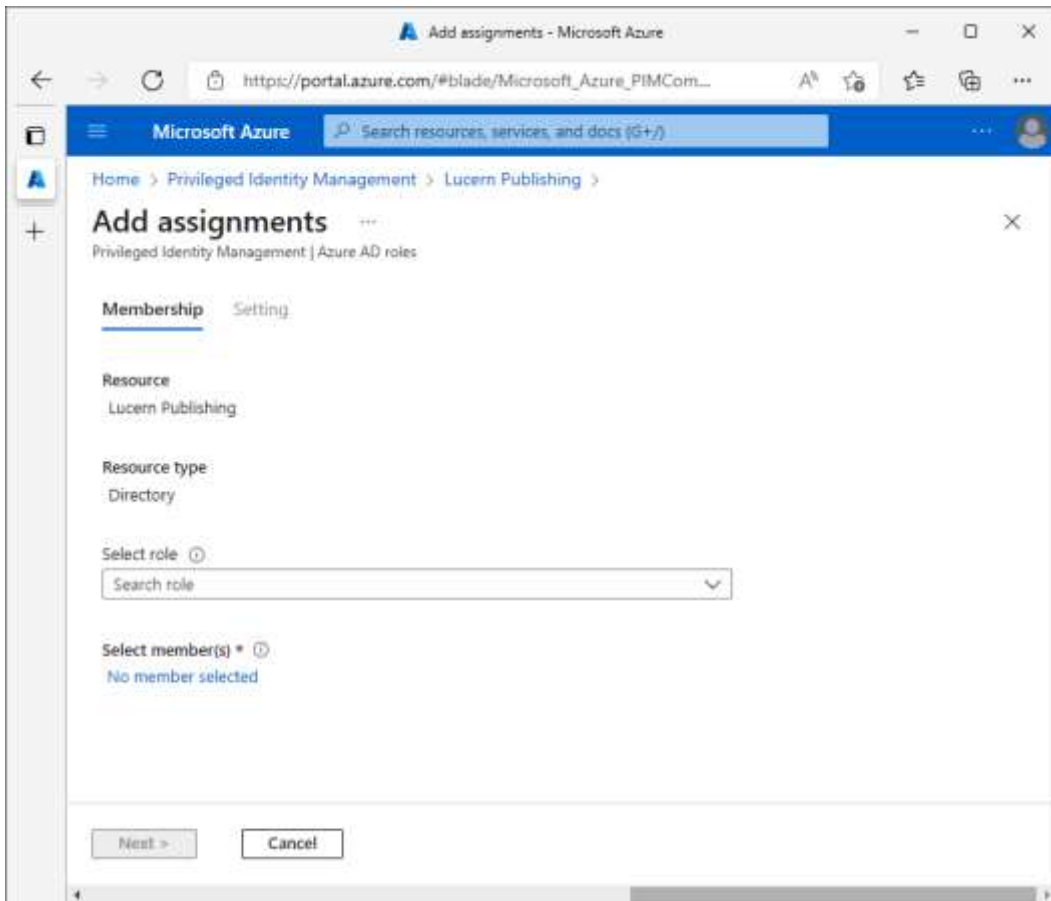 Add assignments - Microsoft Azure
https://portal.azure.com/#blade/Microsoft_Azure_PIMCom...
Microsoft Azure
Search resources, services, and docs (G+/)
Home > Privileged Identity Management > Lucern Publishing >
Add assignments ...
Privileged Identity Management | Azure AD roles
Membership Setting
Resource
Lucern Publishing
Resource type
Directory
Select role
Search role
Select member(s) *
No member selected
Next > Cancel